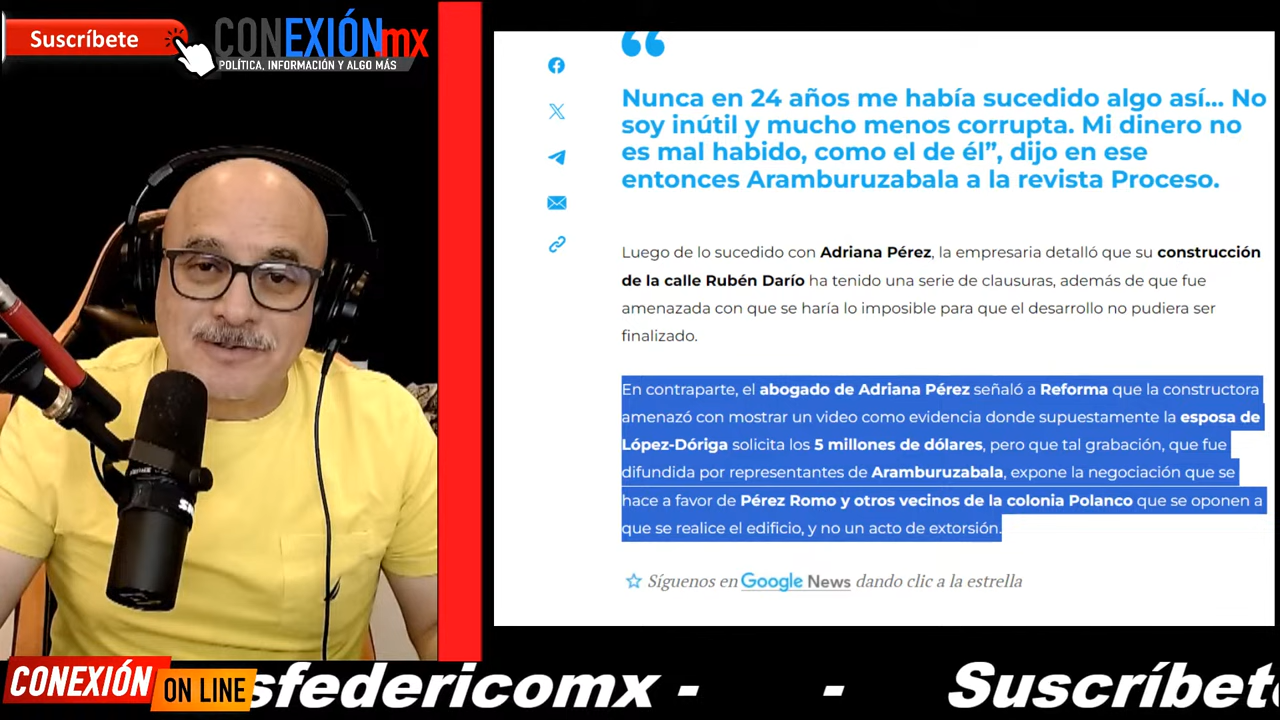 Suscríbete
CONEXIÓNmx
POLÍTICA, INFORMACIÓN Y ALGO MÁS
“
Nunca en 24 años me había sucedido algo así... No
soy inútil y mucho menos corrupta. Mi dinero no
es mal habido, como el de él”, dijo en ese
entonces Aramburuzabala a la revista Proceso.
Luego de lo sucedido con Adriana Pérez, la empresaria detalló que su construcción
de la calle Rubén Darío ha tenido una serie de clausuras, además de que fue
amenazada con que se haría lo imposible para que el desarrollo no pudiera ser
finalizado.
En contraparte, el abogado de Adriana Pérez señaló a Reforma que la constructora
amenazó con mostrar un video como evidencia donde supuestamente la esposa de
López-Dóriga solicita los 5 millones de dólares, pero que tal grabación, que fue
difundida por representantes de Aramburuzabala, expone la negociación que se
hace a favor de Pérez Romo y otros vecinos de la colonia Polanco que se oponen a
que se realice el edificio, y no un acto de extorsión.
Síguenos en Google News dando clic a la estrella
CONEXIÓN ON LINE
sfedericomx - - Suscríbete